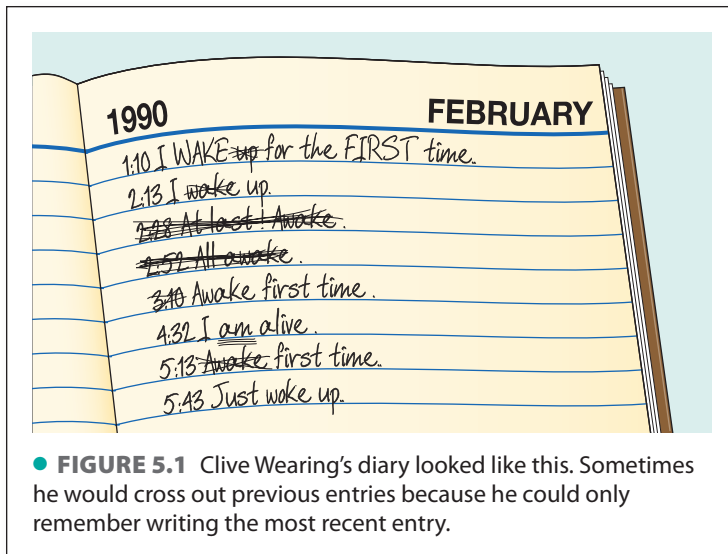 1990 FEBRUARY
1:10 I WAKE up for the FIRST time.
2:13 I wake up.
2:28 At last! Awake.
2:52 All awake.
3:10 Awake first time.
4:32 I am alive.
5:13 Awake first time.
5:43 Just woke up.
● FIGURE 5.1 Clive Wearing’s diary looked like this. Sometimes
he would cross out previous entries because he could only
remember writing the most recent entry.